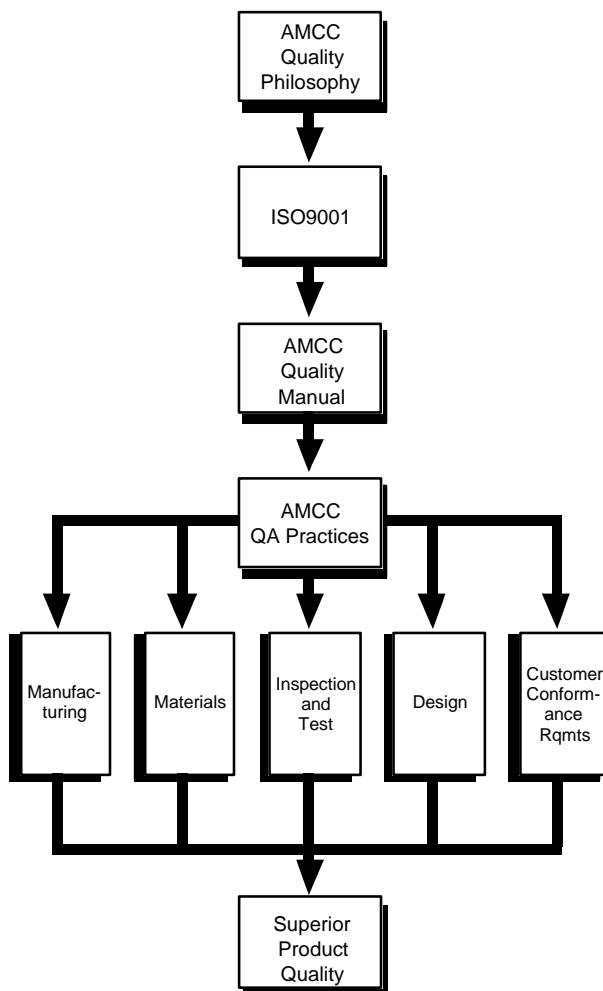 AMCC
Quality
Philosophy
ISO9001
AMCC
Quality
Manual
AMCC
QA Practices
Manufac-
turing
Materials
Inspection
and
Test
Design
Customer
Conform-
ance
Rqmts
Superior
Product
Quality